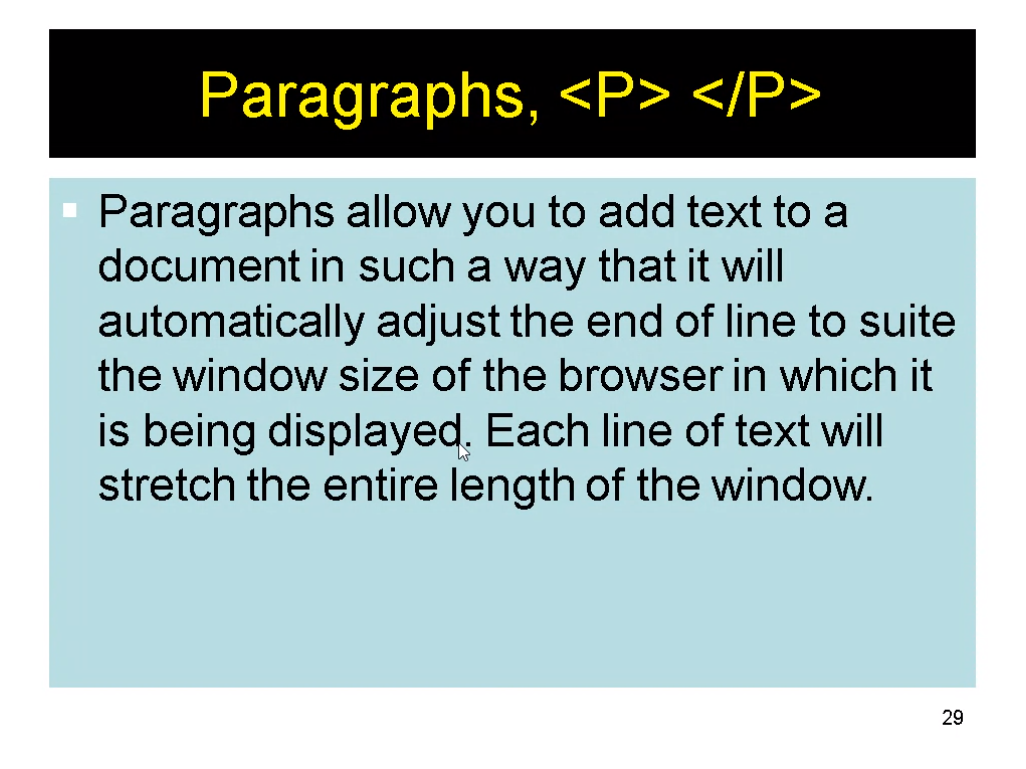 Paragraphs, <P> </P>
Paragraphs allow you to add text to a
document in such a way that it will
automatically adjust the end of line to suite
the window size of the browser in which it
is being displayed. Each line of text will
stretch the entire length of the window.
29